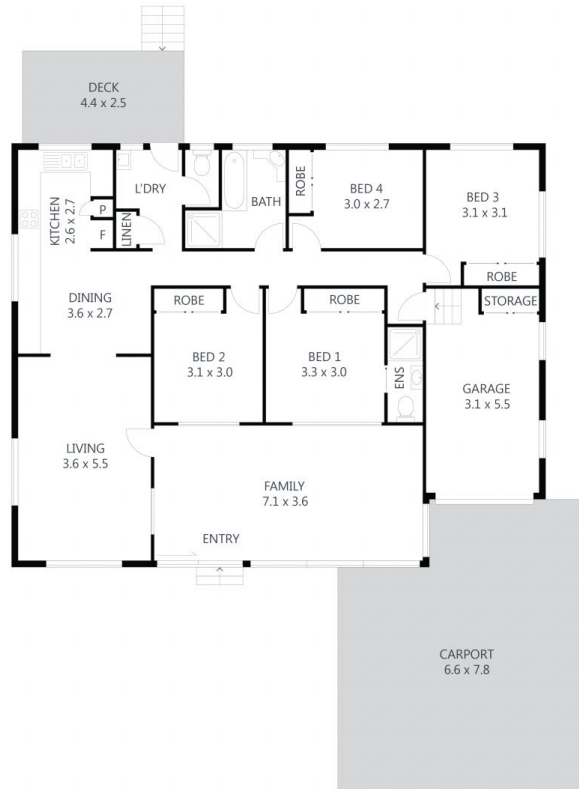 DECK
4.4 x 2.5
KITCHEN
2.6 x 2.7
P
F
L'DRY
LINEN
BATH
ROBE
BED 4
3.0 x 2.7
BED 3
3.1 x 3.1
ROBE
DINING
3.6 x 2.7
ROBE
ROBE
STORAGE
BED 2
3.1 x 3.0
BED 1
3.3 x 3.0
ENS
GARAGE
3.1 x 5.5
LIVING
3.6 x 5.5
FAMILY
7.1 x 3.6
ENTRY
CARPORT
6.6 x 7.8